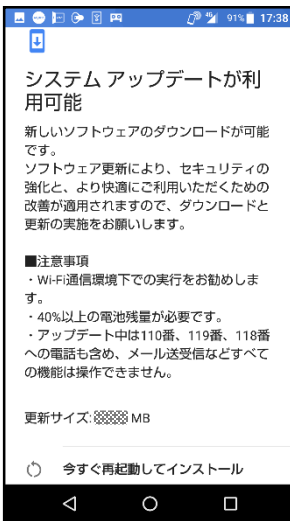 4G 91% 17:38
システム アップデートが利
用可能
新しいソフトウェアのダウンロードが可能
です。
ソフトウェア更新により、セキュリティの
強化と、より快適にご利用いただくための
改善が適用されますので、ダウンロードと
更新の実施をお願いします。
■注意事項
・Wi-Fi通信環境下での実行をお勧めしま
す。
・40%以上の電池残量が必要です。
・アップデート中は110番、119番、118番
への電話も含め、メール送受信などすべて
の機能は操作できません。
更新サイズ: MB
今すぐ再起動してインストール